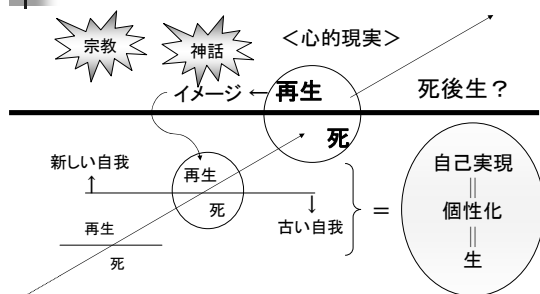 宗教
神話
＜心的現実＞
イメージ ← 再生
死後生？
死
新しい自我
再生
死
古い自我
再生
死
＝
自己実現
||
個性化
||
生